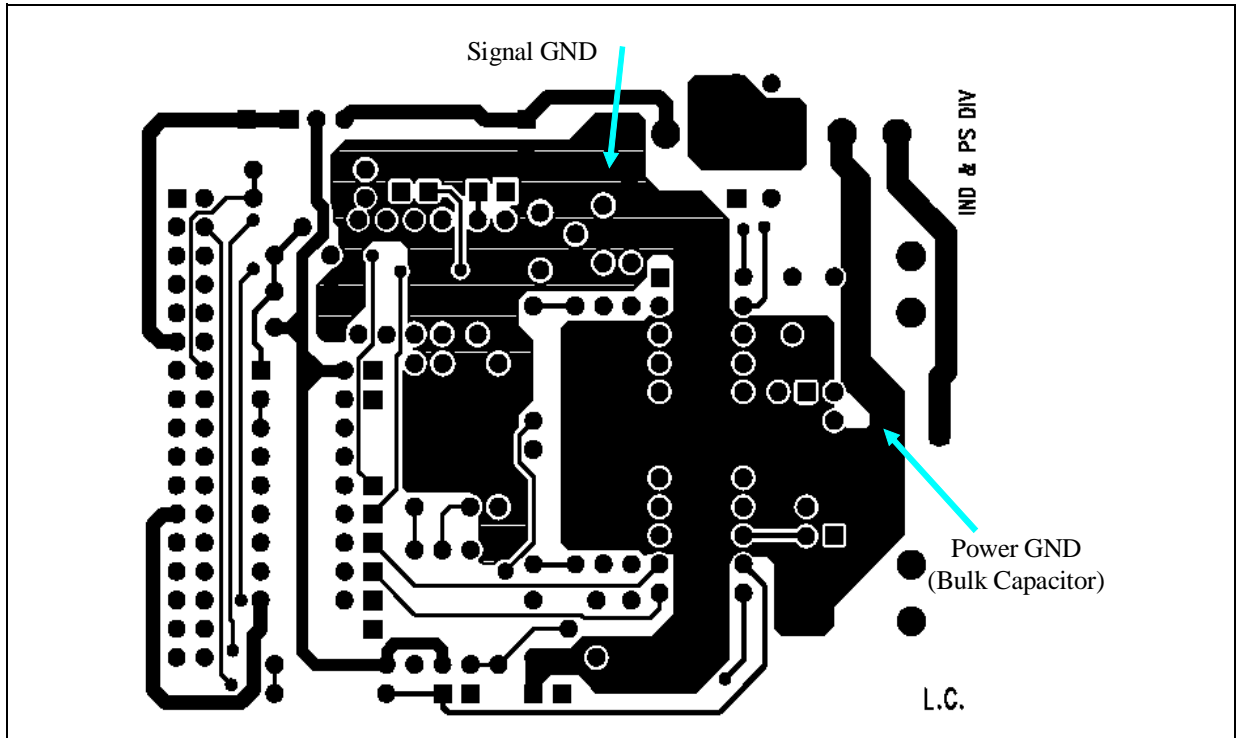 Signal GND
IND & PS DIV
Power GND
(Bulk Capacitor)
L.C.